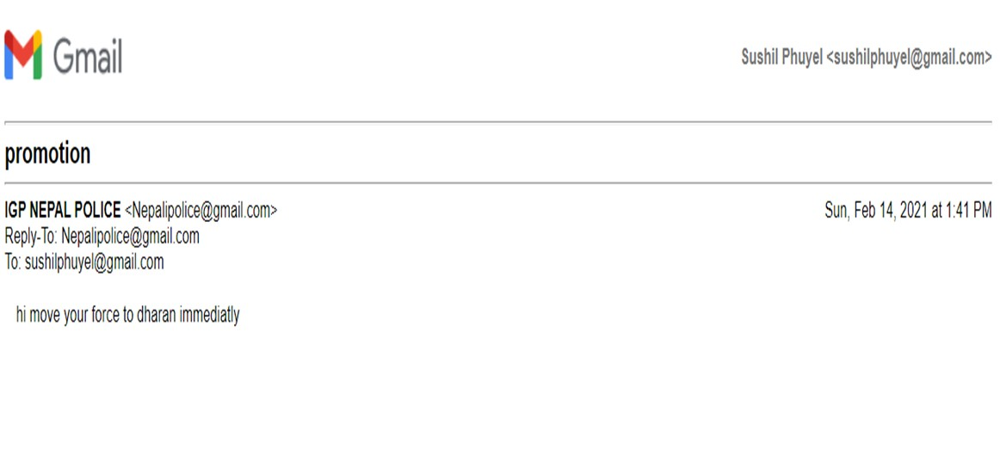 Gmail
Sushil Phuyel <sushilphuyel@gmail.com>
promotion
IGP NEPAL POLICE <Nepalipolice@gmail.com>
Sun, Feb 14, 2021 at 1:41 PM
Reply-To: Nepalipolice@gmail.com
To: sushilphuyel@gmail.com
hi move your force to dharan immediatly